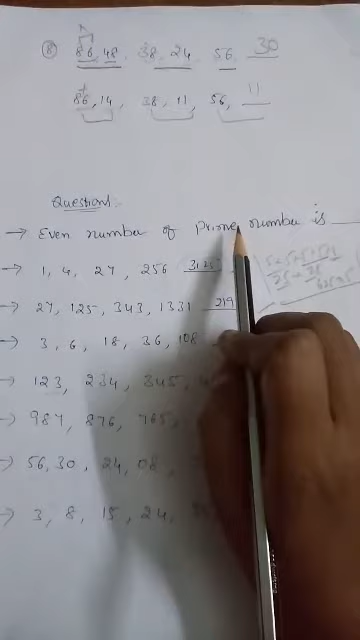 8 86, 48, 38, 24, 56, 30
86, 14, 38, 11, 56, 11
Questions:
→ Even number of Prime number is
→ 1, 4, 27, 256 3125
→ 27, 125, 343, 1331 219
→ 3, 6, 18, 36, 108
→ 123, 234, 345,
→ 987, 876, 765,
→ 56, 30, 24, 08,
→ 3, 8, 15, 24,